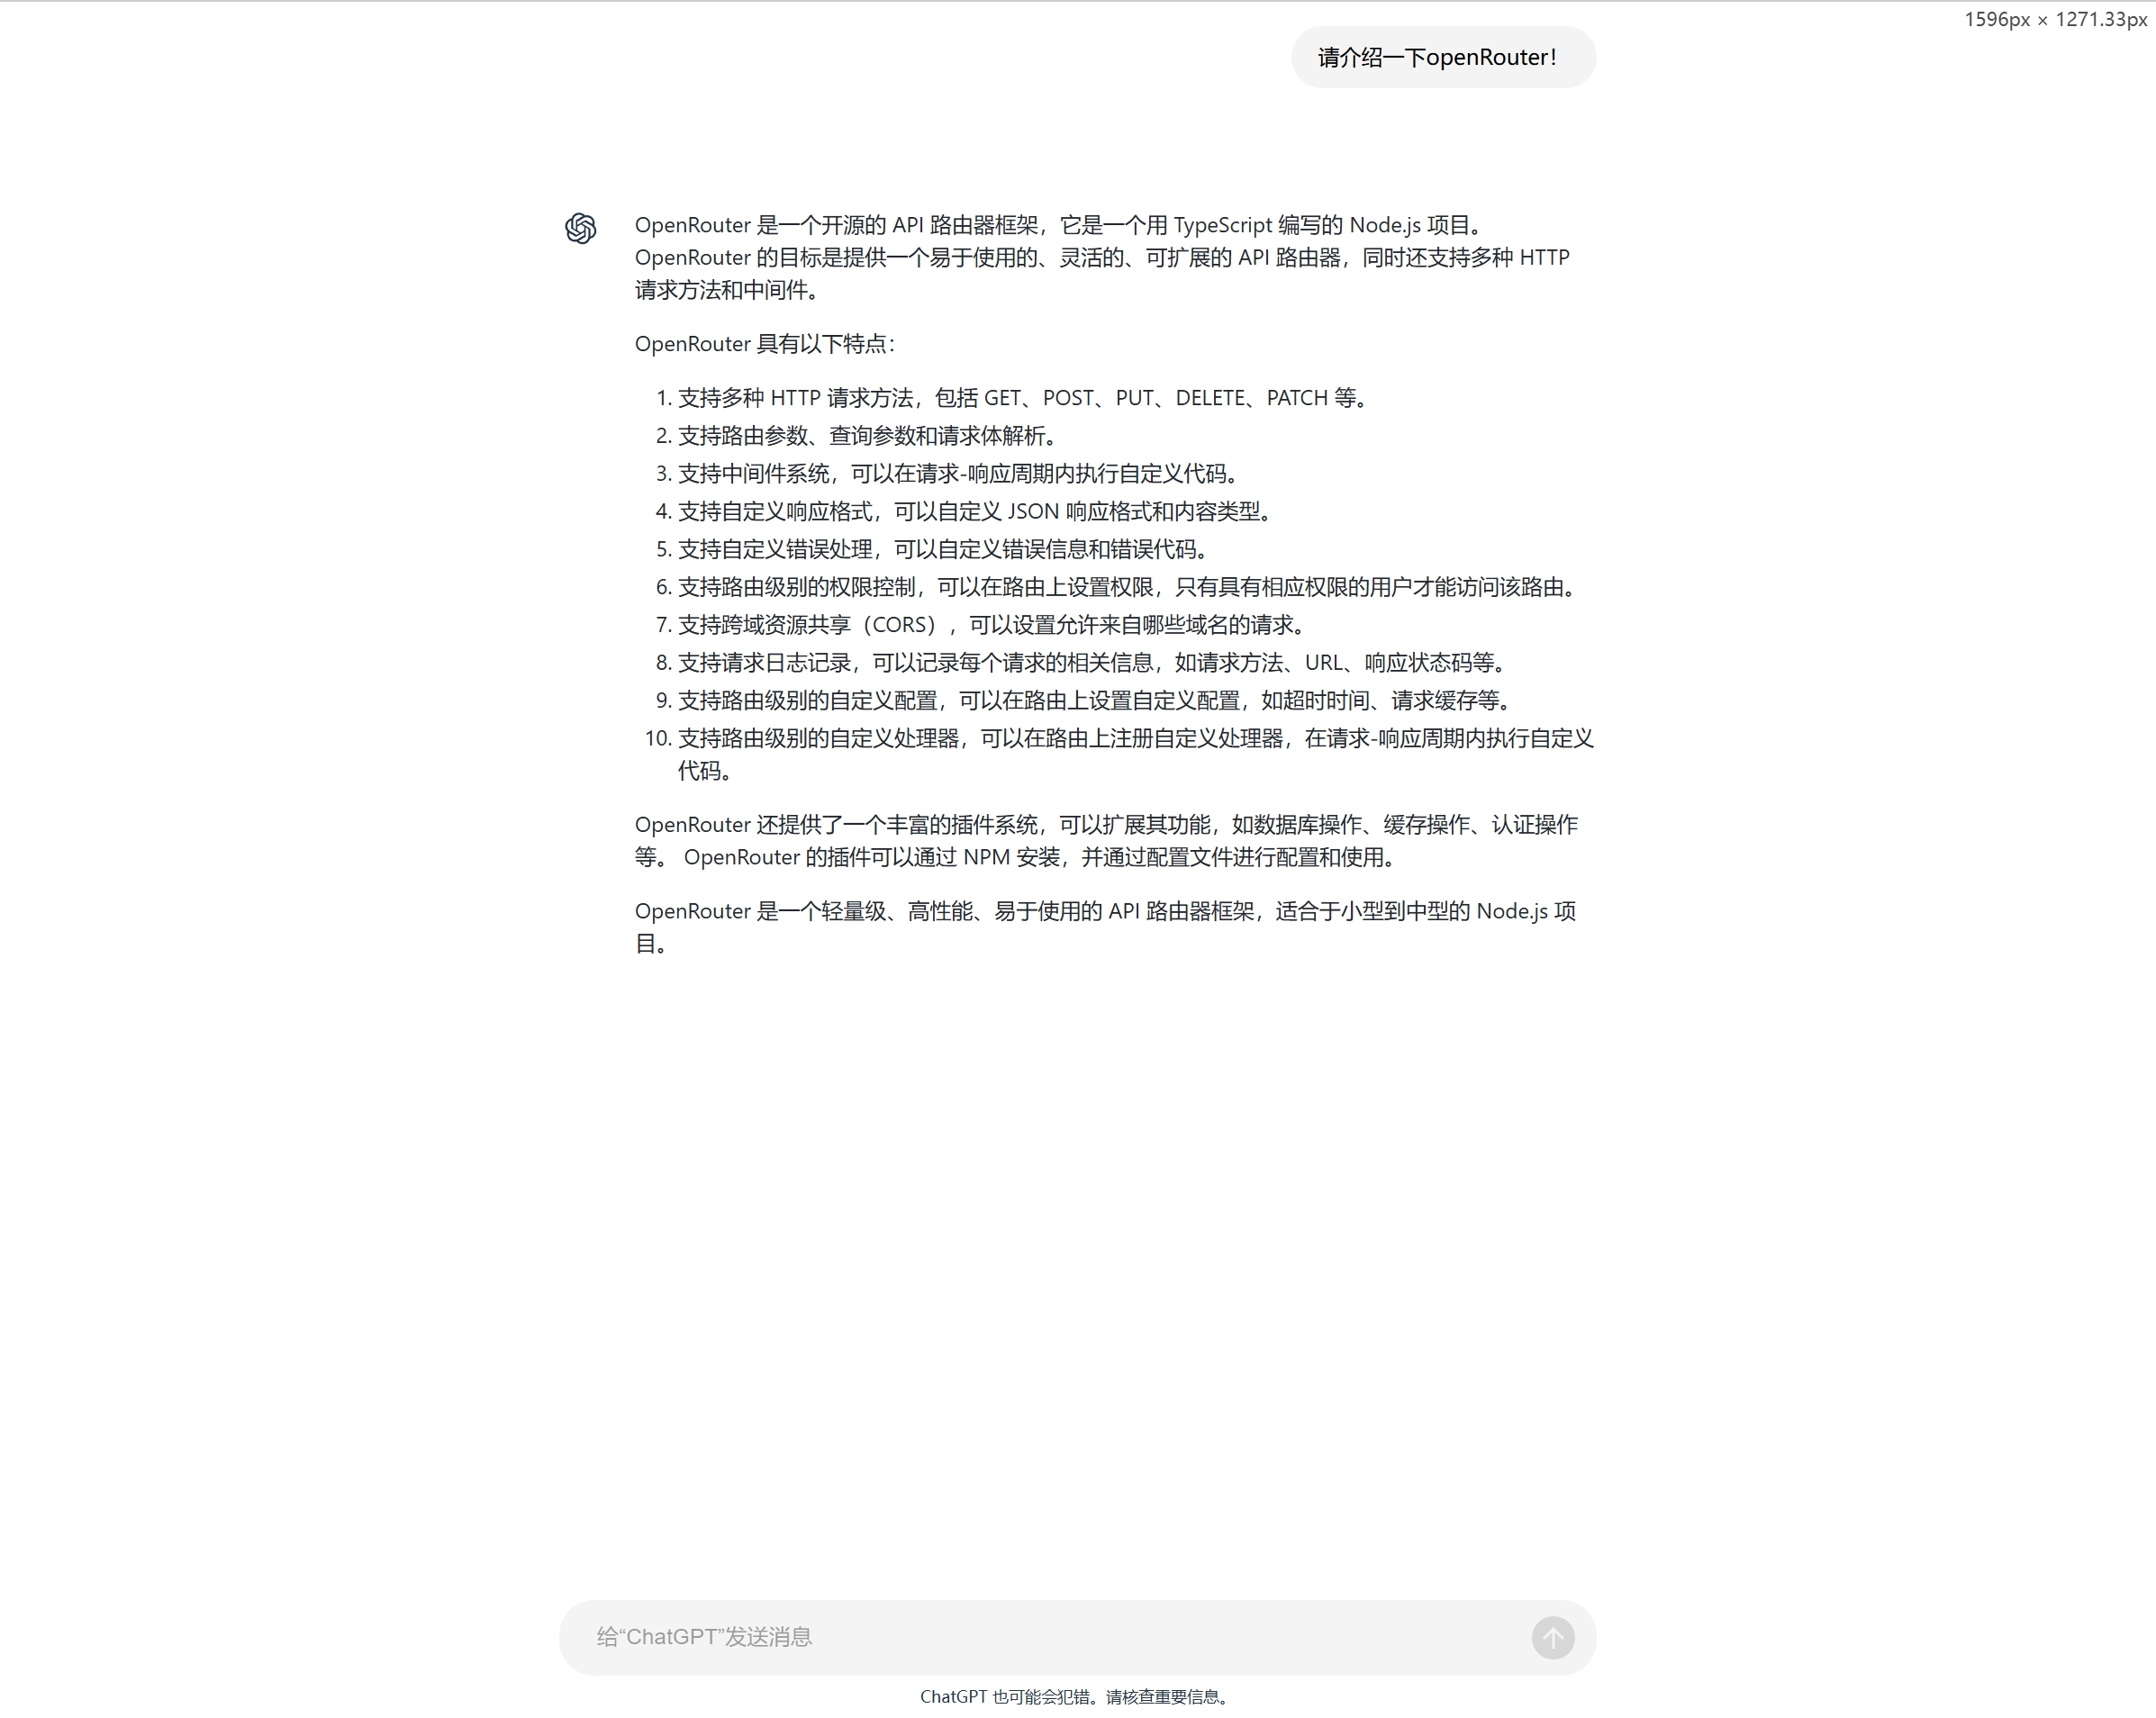 1596px × 1271.33px
请介绍一下openRouter！
OpenRouter 是一个开源的 API 路由器框架，它是一个用 TypeScript 编写的 Node.js 项目。
OpenRouter 的目标是提供一个易于使用的、灵活的、可扩展的 API 路由器，同时还支持多种 HTTP
请求方法和中间件。
OpenRouter 具有以下特点：
1. 支持多种 HTTP 请求方法，包括 GET、POST、PUT、DELETE、PATCH 等。
2. 支持路由参数、查询参数和请求体解析。
3. 支持中间件系统，可以在请求-响应周期内执行自定义代码。
4. 支持自定义响应格式，可以自定义 JSON 响应格式和内容类型。
5. 支持自定义错误处理，可以自定义错误信息和错误代码。
6. 支持路由级别的权限控制，可以在路由上设置权限，只有具有相应权限的用户才能访问该路由。
7. 支持跨域资源共享（CORS），可以设置允许来自哪些域名的请求。
8. 支持请求日志记录，可以记录每个请求的相关信息，如请求方法、URL、响应状态码等。
9. 支持路由级别的自定义配置，可以在路由上设置自定义配置，如超时时间、请求缓存等。
10. 支持路由级别的自定义处理器，可以在路由上注册自定义处理器，在请求-响应周期内执行自定义
代码。
OpenRouter 还提供了一个丰富的插件系统，可以扩展其功能，如数据库操作、缓存操作、认证操作
等。 OpenRouter 的插件可以通过 NPM 安装，并通过配置文件进行配置和使用。
OpenRouter 是一个轻量级、高性能、易于使用的 API 路由器框架，适合于小型到中型的 Node.js 项
目。
给“ChatGPT”发送消息
ChatGPT 也可能会犯错。请核查重要信息。